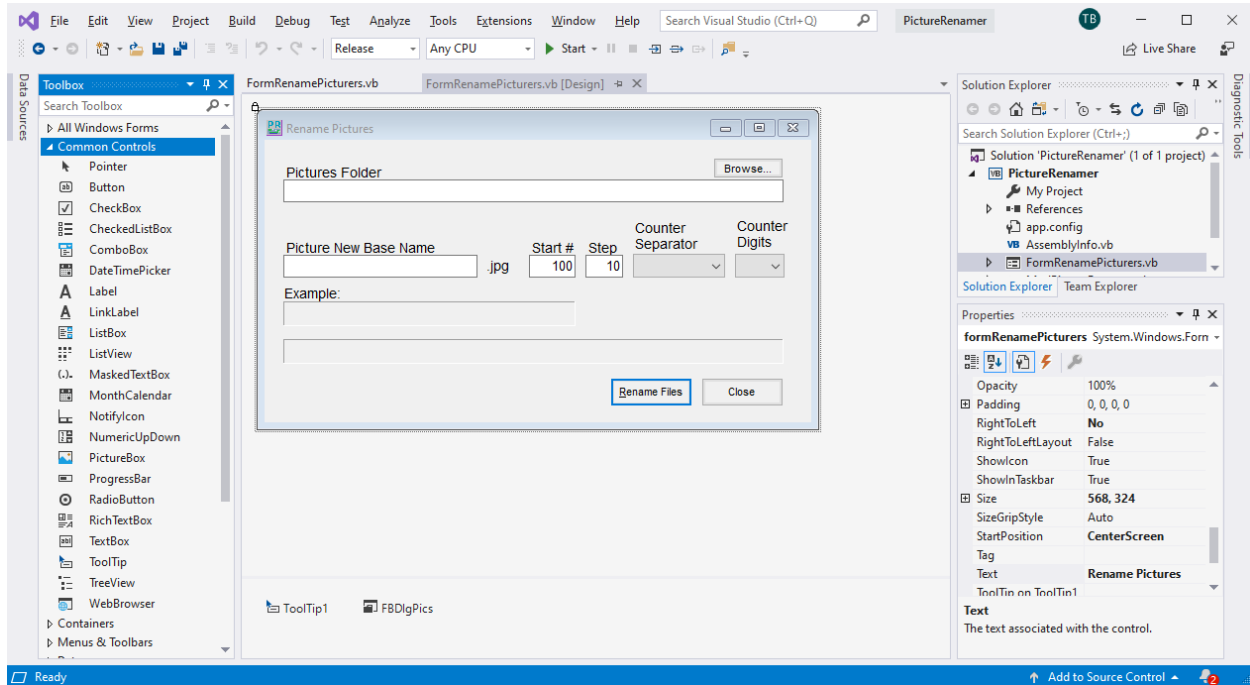 File Edit View Project Build Debug Test Analyze Tools Extensions Window Help Search Visual Studio (Ctrl+Q) PictureRenamer TB
Release Any CPU Start Live Share
Data Sources
Toolbox
Search Toolbox
All Windows Forms
Common Controls
Pointer
Button
CheckBox
CheckedListBox
ComboBox
DateTimePicker
Label
LinkLabel
ListBox
ListView
MaskedTextBox
MonthCalendar
NotifyIcon
NumericUpDown
PictureBox
ProgressBar
RadioButton
RichTextBox
TextBox
ToolTip
TreeView
WebBrowser
Containers
Menus & Toolbars
FormRenamePicturers.vb FormRenamePicturers.vb [Design]
Rename Pictures
Pictures Folder Browse...
Counter Separator
Counter Digits
Picture New Base Name Start # Step
.jpg 100 10
Example:
Rename Files Close
ToolTip1 FBDlgPics
Solution Explorer
Search Solution Explorer (Ctrl+;)
Solution 'PictureRenamer' (1 of 1 project)
PictureRenamer
My Project
References
app.config
AssemblyInfo.vb
FormRenamePicturers.vb
Solution Explorer Team Explorer
Properties
formRenamePicturers System.Windows.Form
Opacity 100%
Padding 0, 0, 0, 0
RightToLeft No
RightToLeftLayout False
ShowIcon True
ShowInTaskbar True
Size 568, 324
SizeGripStyle Auto
StartPosition CenterScreen
Tag
Text Rename Pictures
ToolTip on ToolTip1
Text
The text associated with the control.
Diagnostic Tools
Ready Add to Source Control 2